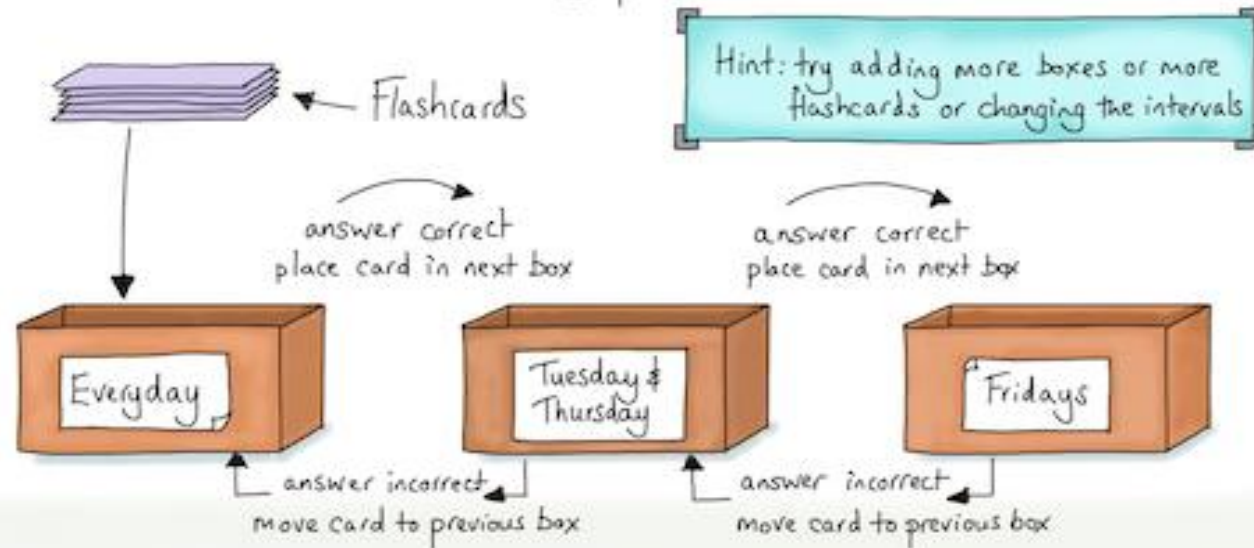 Flashcards
Hint: try adding more boxes or more
flashcards or changing the intervals
answer correct
place card in next box
answer correct
place card in next box
Everyday
Tuesday &
Thursday
Fridays
answer incorrect
move card to previous box
answer incorrect
move card to previous box